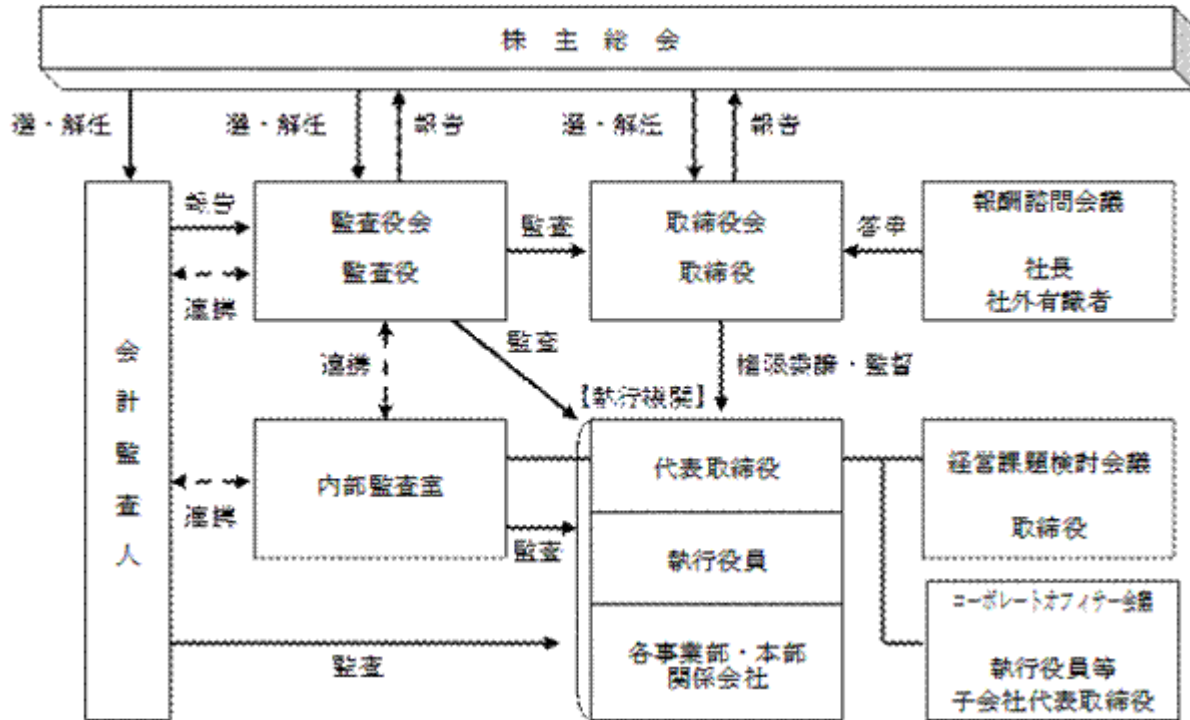 株主総会
選・解任
選・解任
報告
選・解任
報告
報告
連携
監査役会
監査役
監査
取締役会
取締役
答申
報酬諮問会議
社長
社外有識者
会計監査人
連携
監査
権限委譲・監督
【執行機関】
連携
内部監査室
監査
代表取締役
執行役員
各事業部・本部
関係会社
経営課題検討会議
取締役
コーポレートオフィサー会議
執行役員等
子会社代表取締役
監査